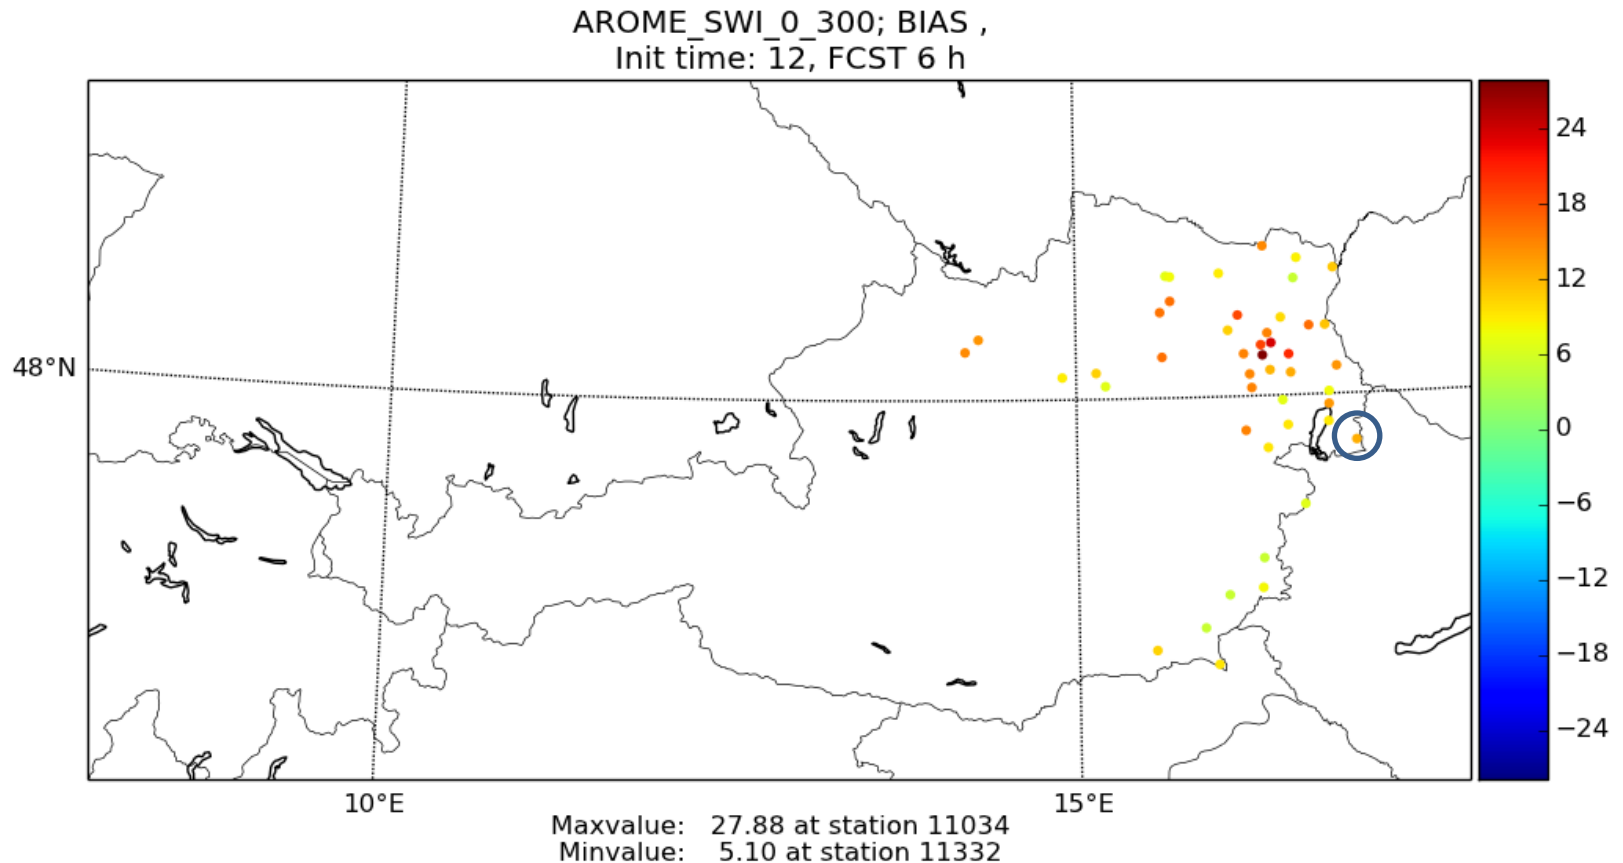 AROME_SWI_0_300; BIAS ,
Init time: 12, FCST 6 h
24
18
12
6
0
−6
−12
−18
−24
48°N
10°E
15°E
Maxvalue: 27.88 at station 11034
Minvalue: 5.10 at station 11332